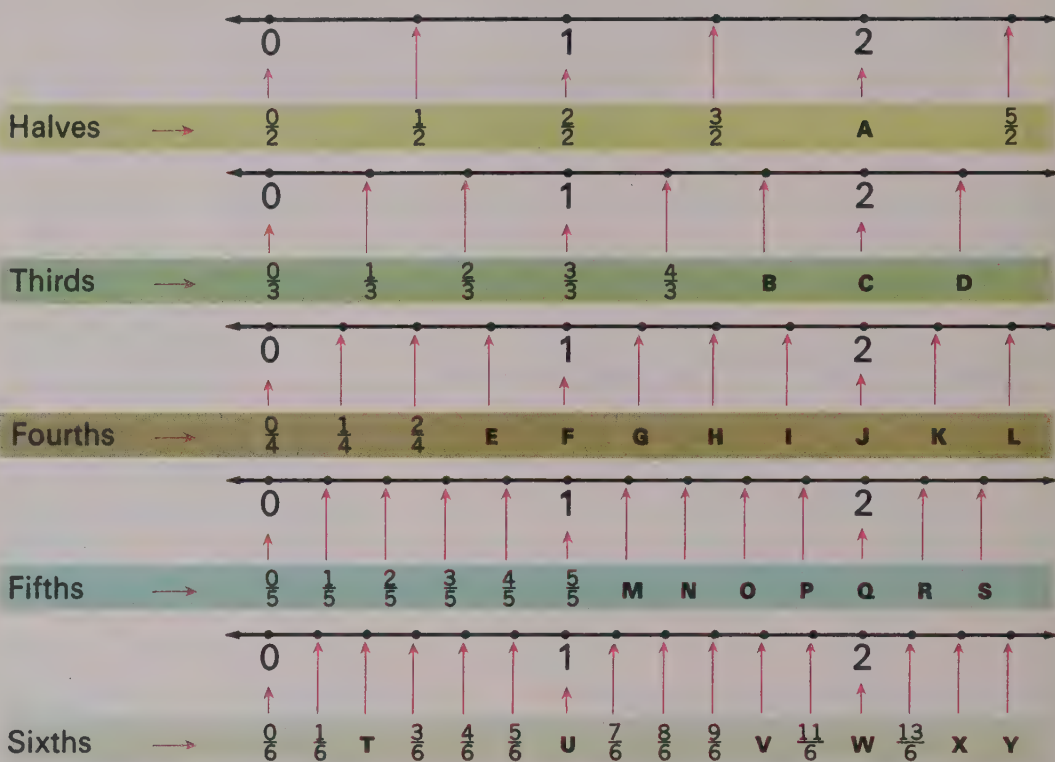 0 1 2
Halves 0/2 1/2 2/2 3/2 A 5/2
0 1 2
Thirds 0/3 1/3 2/3 3/3 4/3 B C D
0 1 2
Fourths 0/4 1/4 2/4 E F G H I J K L
0 1 2
Fifths 0/5 1/5 2/5 3/5 4/5 5/5 M N O P Q R S
0 1 2
Sixths 0/6 1/6 T 3/6 4/6 5/6 U 7/6 8/6 9/6 V 11/6 W 13/6 X Y